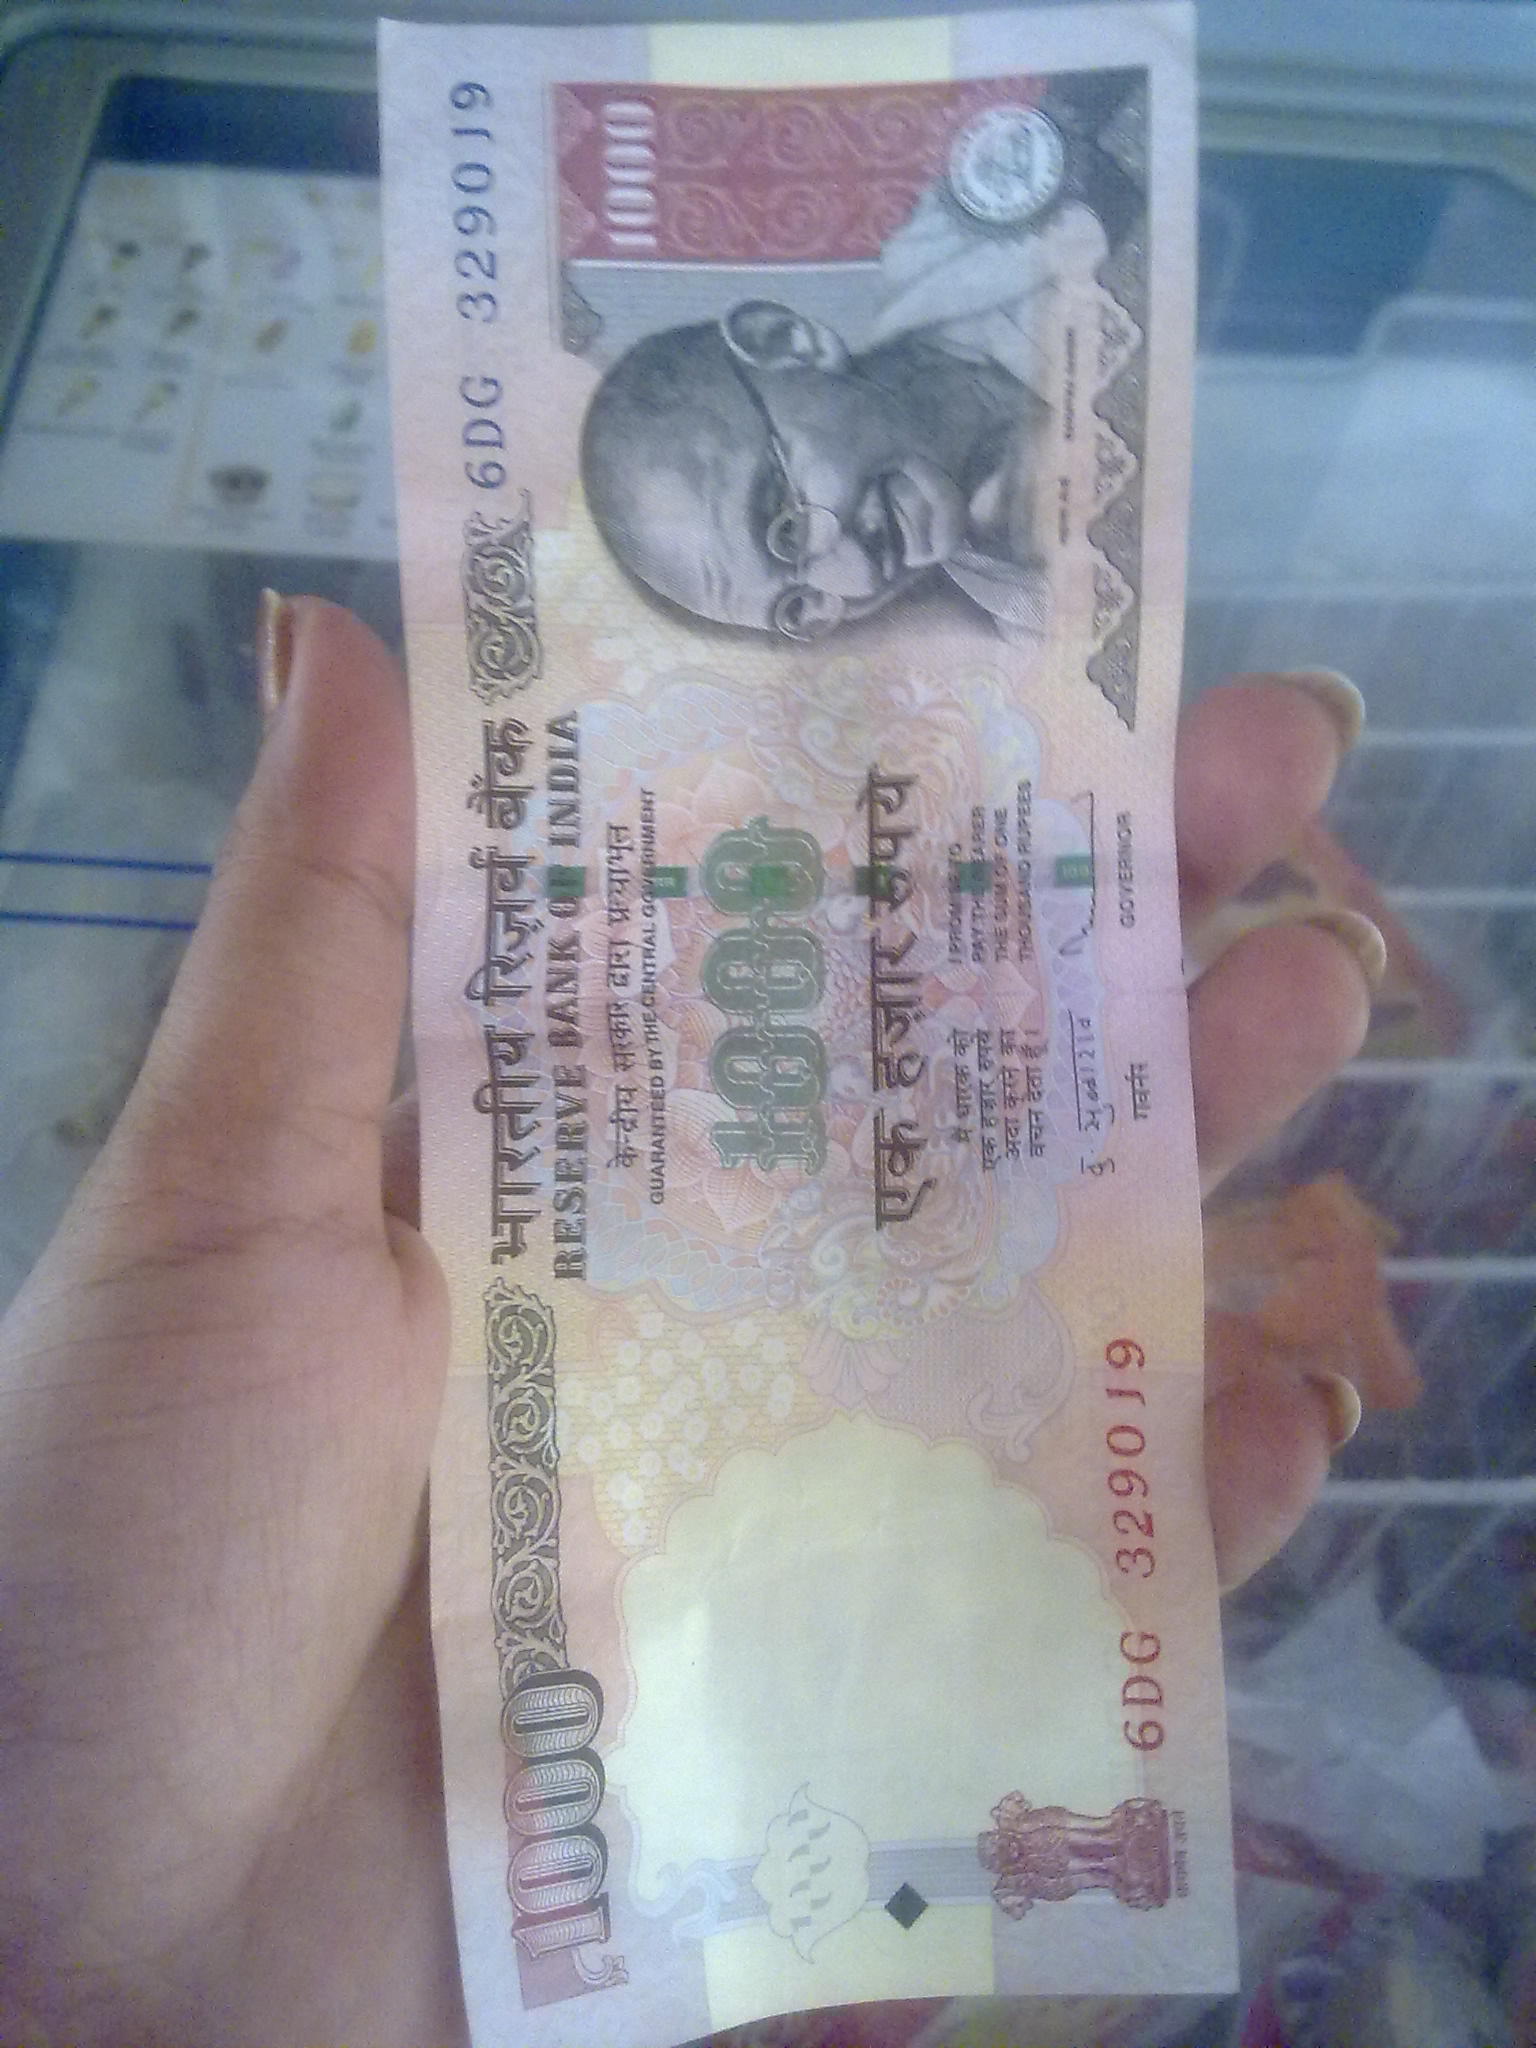 6DG 329019
भारतीय रिज़र्व बैंक
RESERVE BANK OF INDIA
केन्द्रीय सरकार द्वारा प्रत्याभूत
GUARANTEED BY THE CENTRAL GOVERNMENT
1000
1000
1000
एक हज़ार रुपये
मैं धारक को
एक हज़ार रुपये
अदा करने का
वचन देता हूँ।
I PROMISE TO
PAY THE BEARER
THE SUM OF ONE
THOUSAND RUPEES
गवर्नर
GOVERNOR
6DG 329019
सत्यमेव जयते